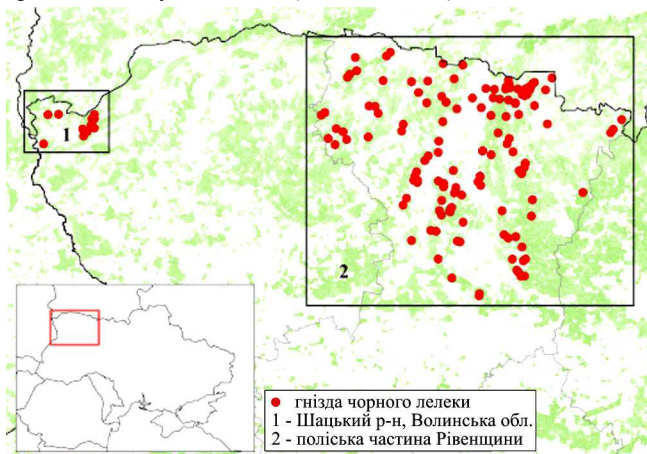 1
2
гнізда чорного лелеки
1 - Шацький р-н, Волинська обл.
2 - поліська частина Рівенщини